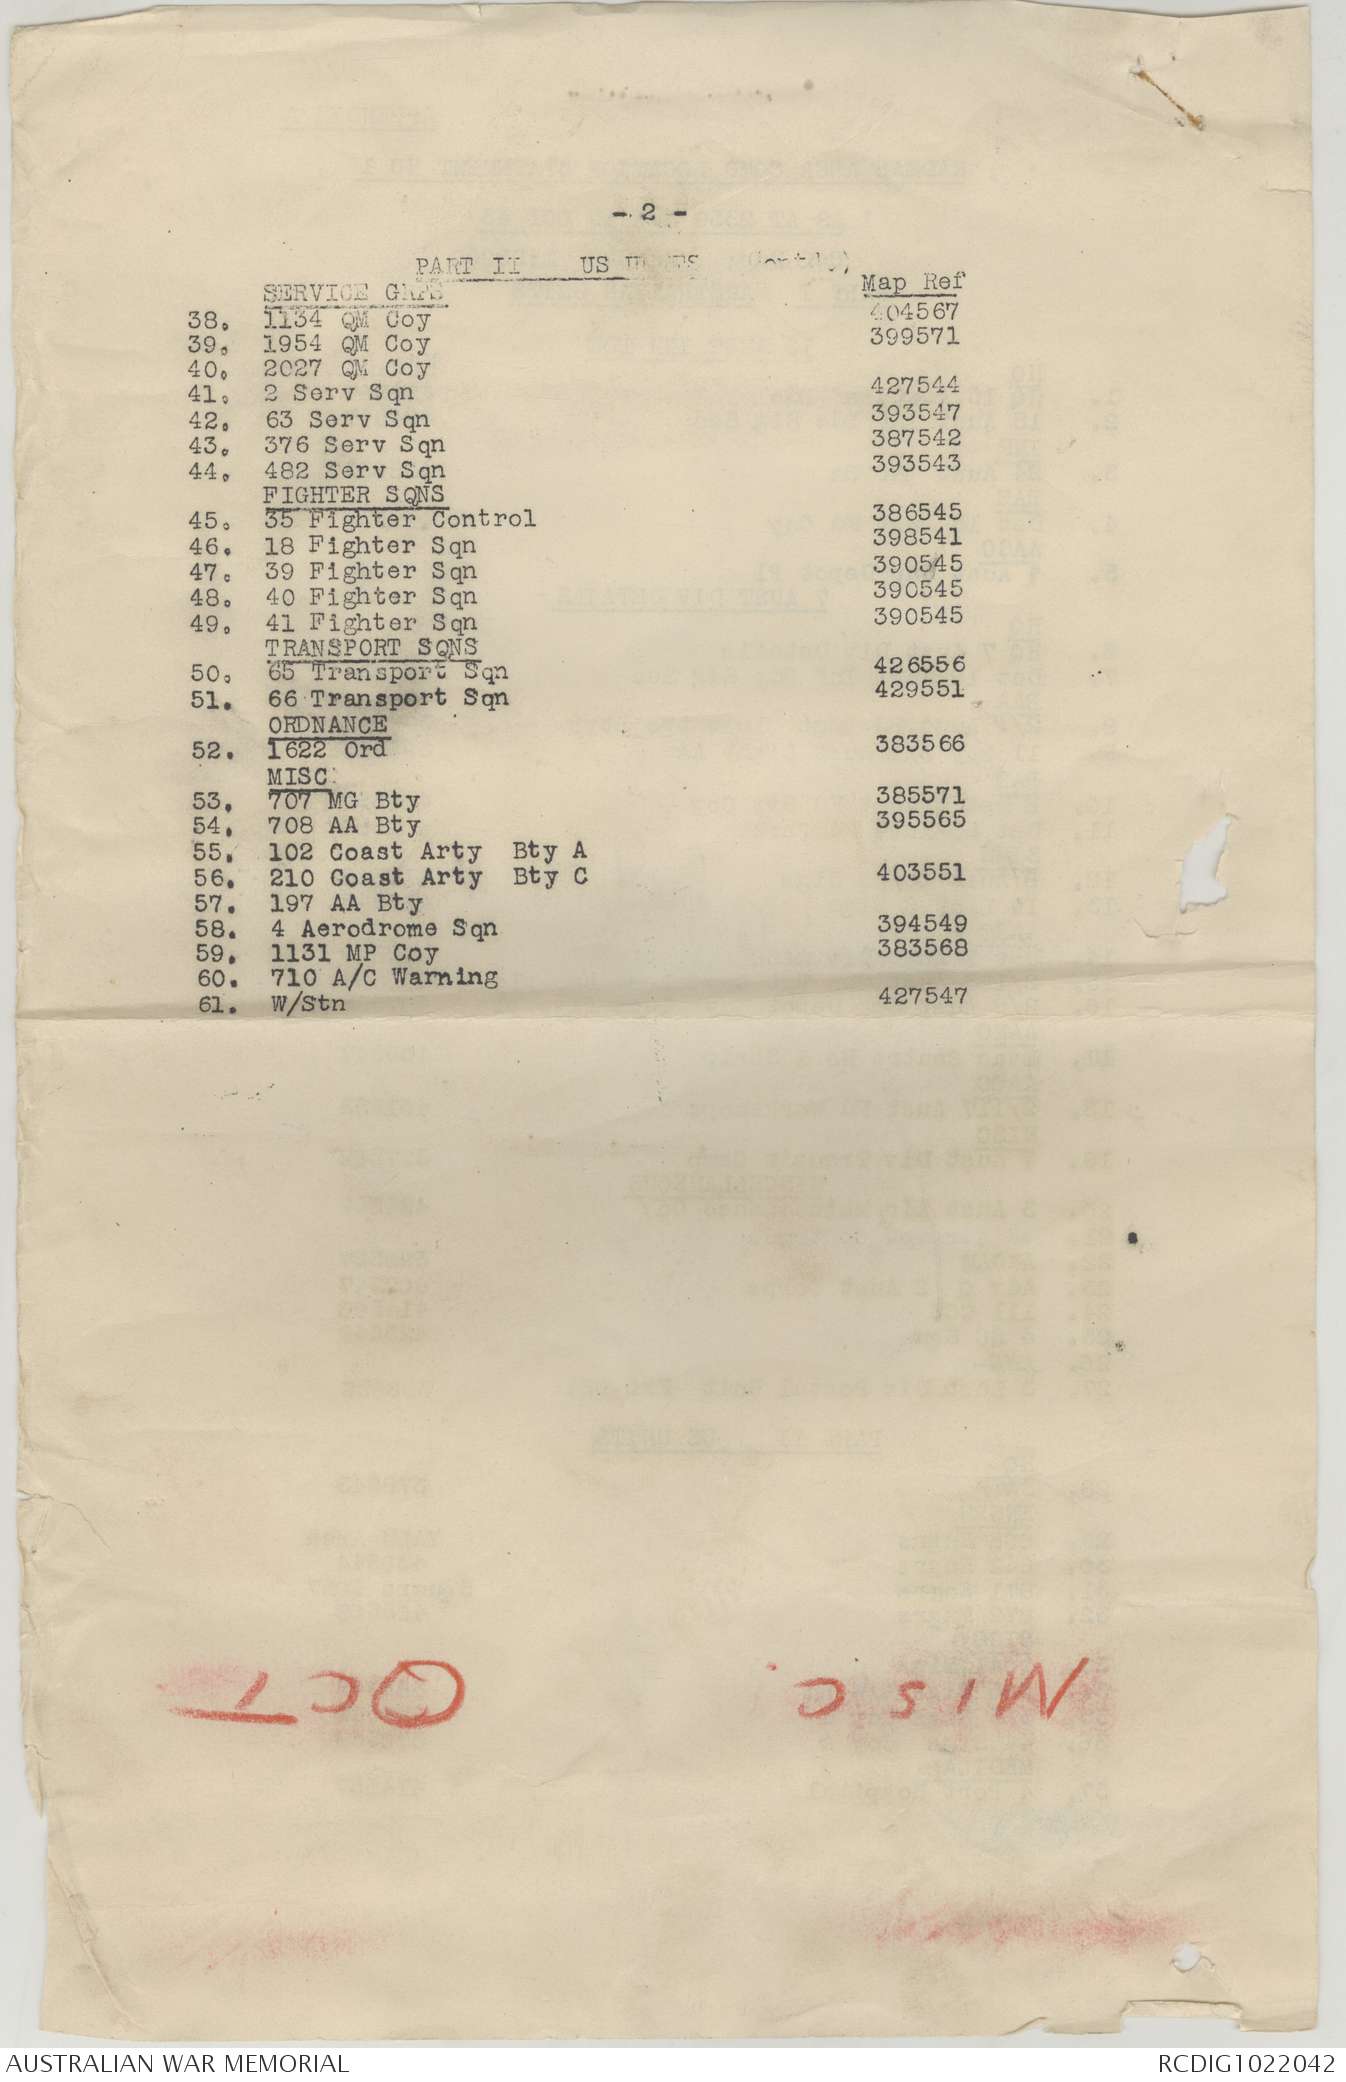 - 2 -
PART II US UNITS (Contd)
SERVICE GRPS Map Ref
38. 1134 QM Coy 404567
39. 1954 QM Coy 399571
40. 2027 QM Coy
41. 2 Serv Sqn 427544
42. 63 Serv Sqn 393547
43. 376 Serv Sqn 387542
44. 482 Serv Sqn 393543
FIGHTER SQNS
45. 35 Fighter Control 386545
46. 18 Fighter Sqn 398541
47. 39 Fighter Sqn 390545
48. 40 Fighter Sqn 390545
49. 41 Fighter Sqn 390545
TRANSPORT SQNS
50. 65 Transport Sqn 426556
51. 66 Transport Sqn 429551
ORDNANCE
52. 1622 Ord 383566
MISC
53. 707 MG Bty 385571
54. 708 AA Bty 395565
55. 102 Coast Arty Bty A
56. 210 Coast Arty Bty C 403551
57. 197 AA Bty
58. 4 Aerodrome Sqn 394549
59. 1131 MP Coy 383568
60. 710 A/C Warning
61. W/Stn 427547
MISC OCT
AUSTRALIAN WAR MEMORIAL RCDIG1022042